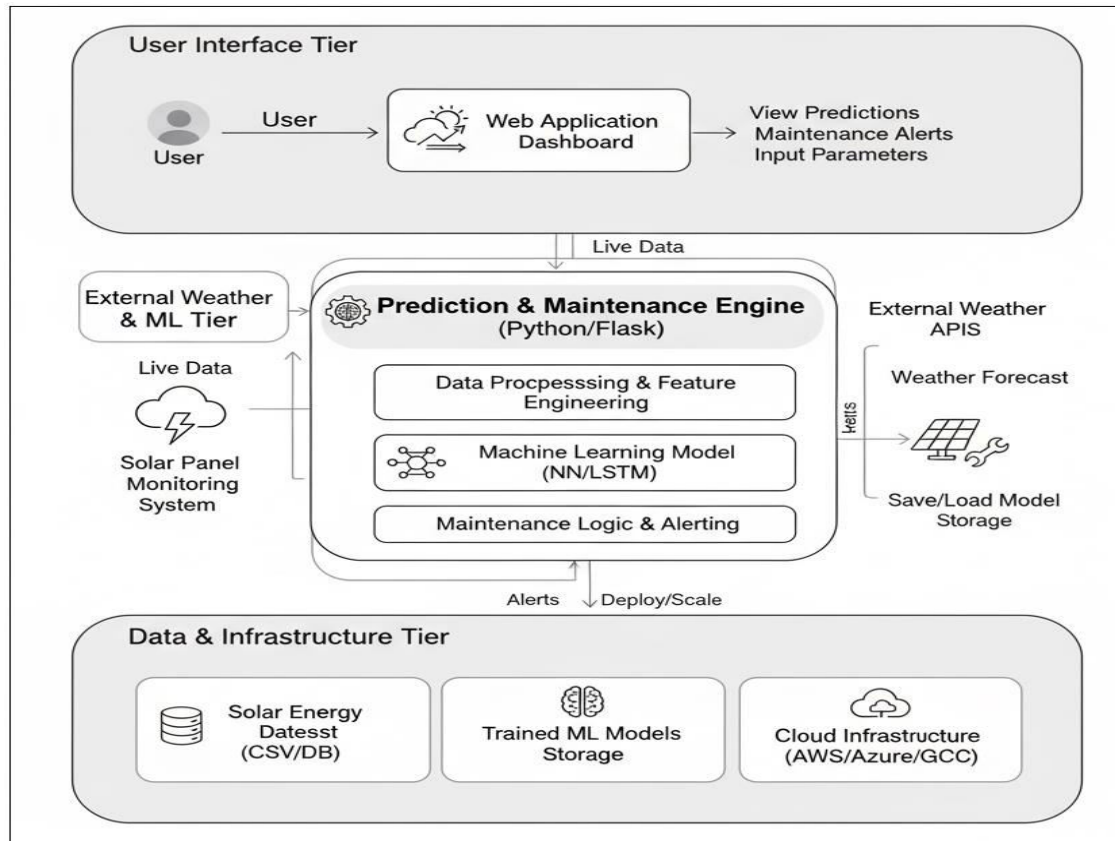 User Interface Tier
User
User
Web Application
Dashboard
View Predictions
Maintenance Alerts
Input Parameters
Live Data
External Weather
& ML Tier
Prediction & Maintenance Engine
(Python/Flask)
External Weather
APIS
Live Data
Data Procpesssing & Feature
Engineering
Weather Forecast
Solar Panel
Monitoring
System
Machine Learning Model
(NN/LSTM)
Save/Load Model
Storage
Maintenance Logic & Alerting
Alerts
Deploy/Scale
Data & Infrastructure Tier
Solar Energy
Datesst
(CSV/DB)
Trained ML Models
Storage
Cloud Infrastructure
(AWS/Azure/GCC)